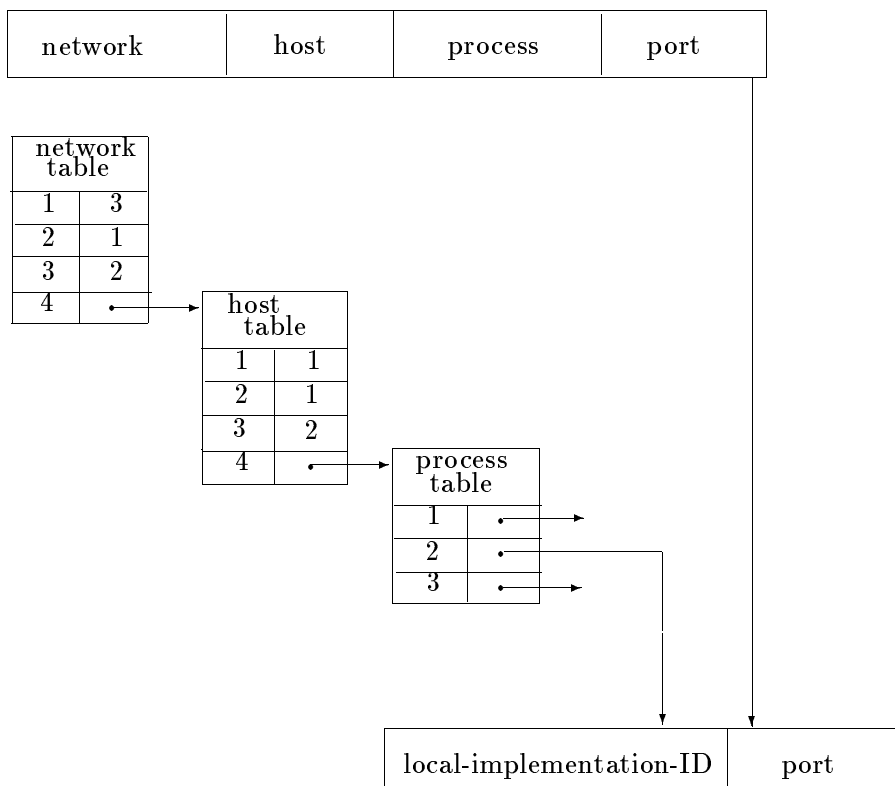 network host process port
network
table
1 3
2 1
3 2
4
host
table
1 1
2 1
3 2
4
process
table
1
2
3
local-implementation-ID port